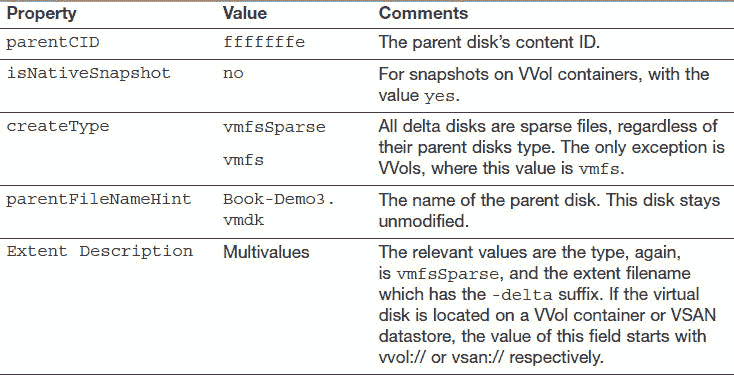 Property Value Comments
parentCID fffffffe The parent disk's content ID.
isNativeSnapshot no For snapshots on VVol containers, with the
value yes.
createType vmfsSparse All delta disks are sparse files, regardless of
their parent disks type. The only exception is
vmfs VVols, where this value is vmfs.
parentFileNameHint Book-Demo3. The name of the parent disk. This disk stays
vmdk unmodified.
Extent Description Multivalues The relevant values are the type, again,
is vmfsSparse, and the extent filename
which has the -delta suffix. If the virtual
disk is located on a VVol container or VSAN
datastore, the value of this field starts with
vvol:// or vsan:// respectively.